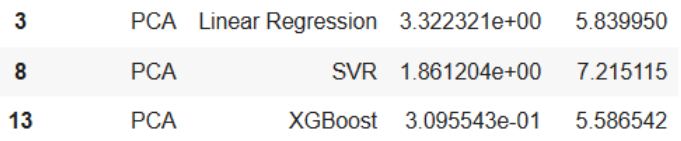 3 PCA Linear Regression 3.322321e+00 5.839950
8 PCA SVR 1.861204e+00 7.215115
13 PCA XGBoost 3.095543e-01 5.586542